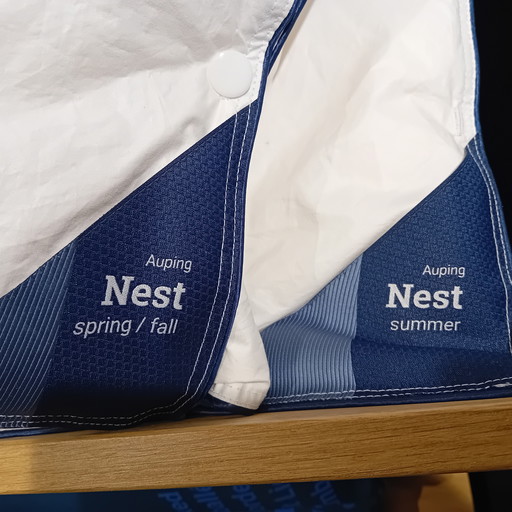 Auping
Nest
spring / fall
Auping
Nest
summer